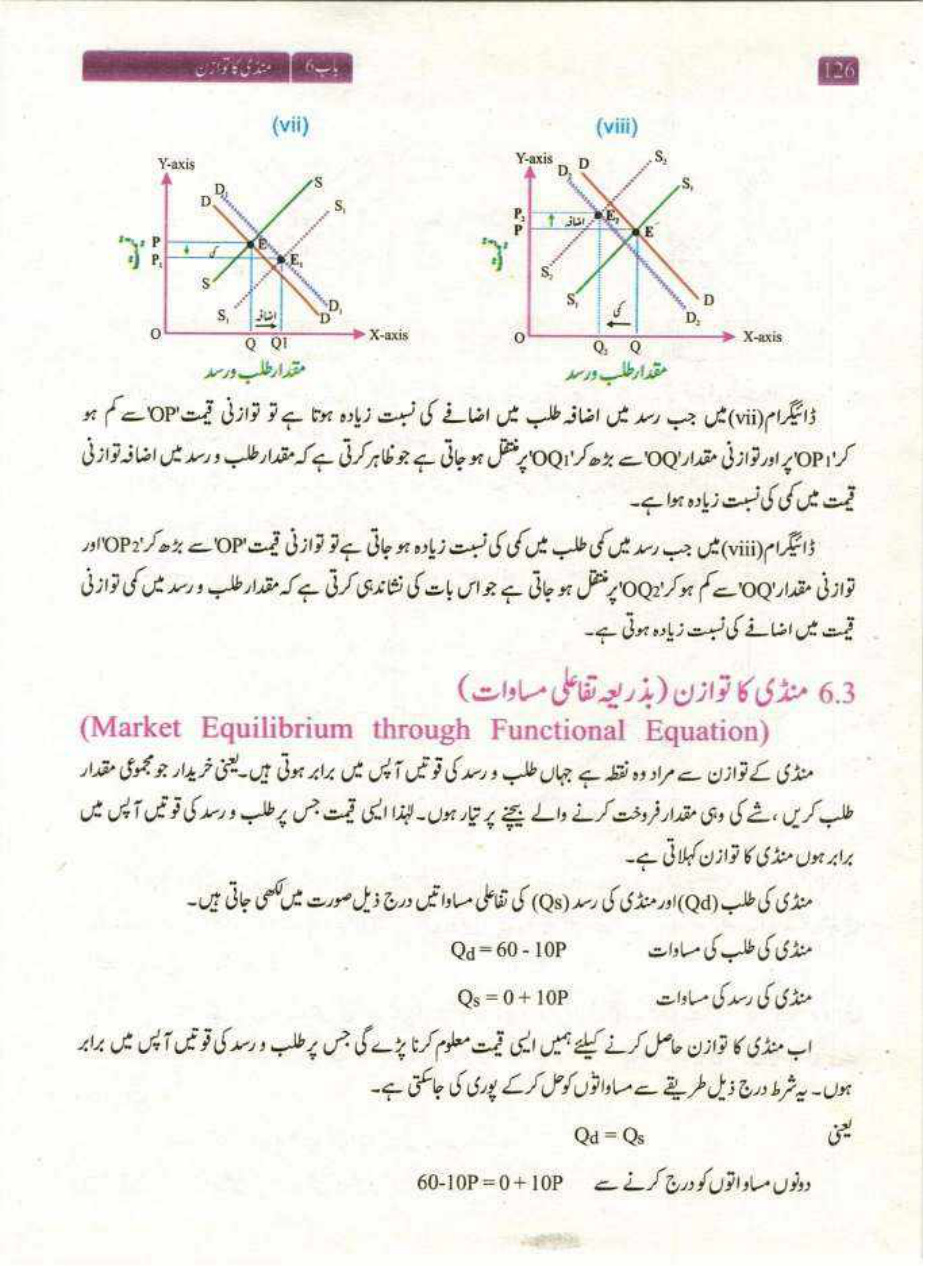 باب 6 منڈی کا توازن
126
(vii)
Y-axis
D
D₁
S
S₁
قیمت
P
P₁
کمی
E
E₁
S
S₁
اضافہ
D₁
D
O
Q Q1
X-axis
مقدار طلب و رسد
(viii)
Y-axis
D₂ D
S₂
S₁
قیمت
P₂
P
اضافہ
E₂
E
S₂
S₁
کمی
D
D₂
O
Q₂ Q
X-axis
مقدار طلب و رسد
ڈائیگرام (vii) میں جب رسد میں اضافہ طلب میں اضافے کی نسبت زیادہ ہوتا ہے تو توازنی قیمت 'OP' سے کم ہو
کر 'OP1' پر اور توازنی مقدار 'OQ' سے بڑھ کر 'OQ1' پر منتقل ہو جاتی ہے جو ظاہر کرتی ہے کہ مقدار طلب و رسد میں اضافہ توازنی
قیمت میں کمی کی نسبت زیادہ ہوا ہے۔
ڈائیگرام (viii) میں جب رسد میں کمی طلب میں کمی کی نسبت زیادہ ہو جاتی ہے تو توازنی قیمت 'OP' سے بڑھ کر 'OP2' اور
توازنی مقدار 'OQ' سے کم ہو کر 'OQ2' پر منتقل ہو جاتی ہے جو اس بات کی نشاندہی کرتی ہے کہ مقدار طلب و رسد میں کمی توازنی
قیمت میں اضافے کی نسبت زیادہ ہوتی ہے۔
6.3 منڈی کا توازن (بذریعہ تفاعلی مساوات)
(Market Equilibrium through Functional Equation)
منڈی کے توازن سے مراد وہ نقطہ ہے جہاں طلب و رسد کی قوتیں آپس میں برابر ہوتی ہیں۔ یعنی خریدار جو مجموعی مقدار
طلب کریں، شے کی وہی مقدار فروخت کرنے والے بیچنے پر تیار ہوں۔ لہٰذا ایسی قیمت جس پر طلب و رسد کی قوتیں آپس میں
برابر ہوں منڈی کا توازن کہلاتی ہے۔
منڈی کی طلب (Qd) اور منڈی کی رسد (Qs) کی تفاعلی مساواتیں درج ذیل صورت میں لکھی جاتی ہیں۔
منڈی کی طلب کی مساوات Qd = 60 - 10P
منڈی کی رسد کی مساوات Qs = 0 + 10P
اب منڈی کا توازن حاصل کرنے کیلئے ہمیں ایسی قیمت معلوم کرنا پڑے گی جس پر طلب و رسد کی قوتیں آپس میں برابر
ہوں۔ یہ شرط درج ذیل طریقے سے مساواتوں کو حل کر کے پوری کی جاسکتی ہے۔
یعنی Qd = Qs
دونوں مساواتوں کو درج کرنے سے 60-10P = 0 + 10P